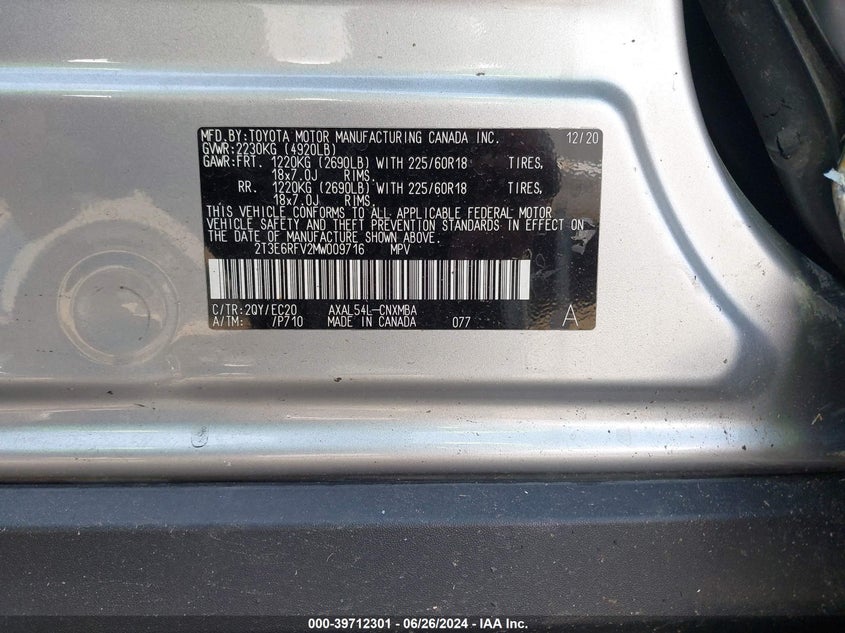 MFD.BY:TOYOTA MOTOR MANUFACTURING CANADA INC. 12/20
GVWR:2230KG (4920LB)
GAWR:FRT. 1220KG (2690LB) WITH 225/60R18 TIRES,
18x7.0J RIMS.
RR. 1220KG (2690LB) WITH 225/60R18 TIRES,
18x7.0J RIMS.
THIS VEHICLE CONFORMS TO ALL APPLICABLE FEDERAL MOTOR
VEHICLE SAFETY AND THEFT PREVENTION STANDARDS IN EFFECT ON
THE DATE OF MANUFACTURE SHOWN ABOVE.
2T3E6RFV2MW009716 MPV
C/TR:2QY/EC20 AXAL54L-CNXMBA
A/TM: /P710 MADE IN CANADA 077 A
000-39712301 - 06/26/2024 - IAA Inc.